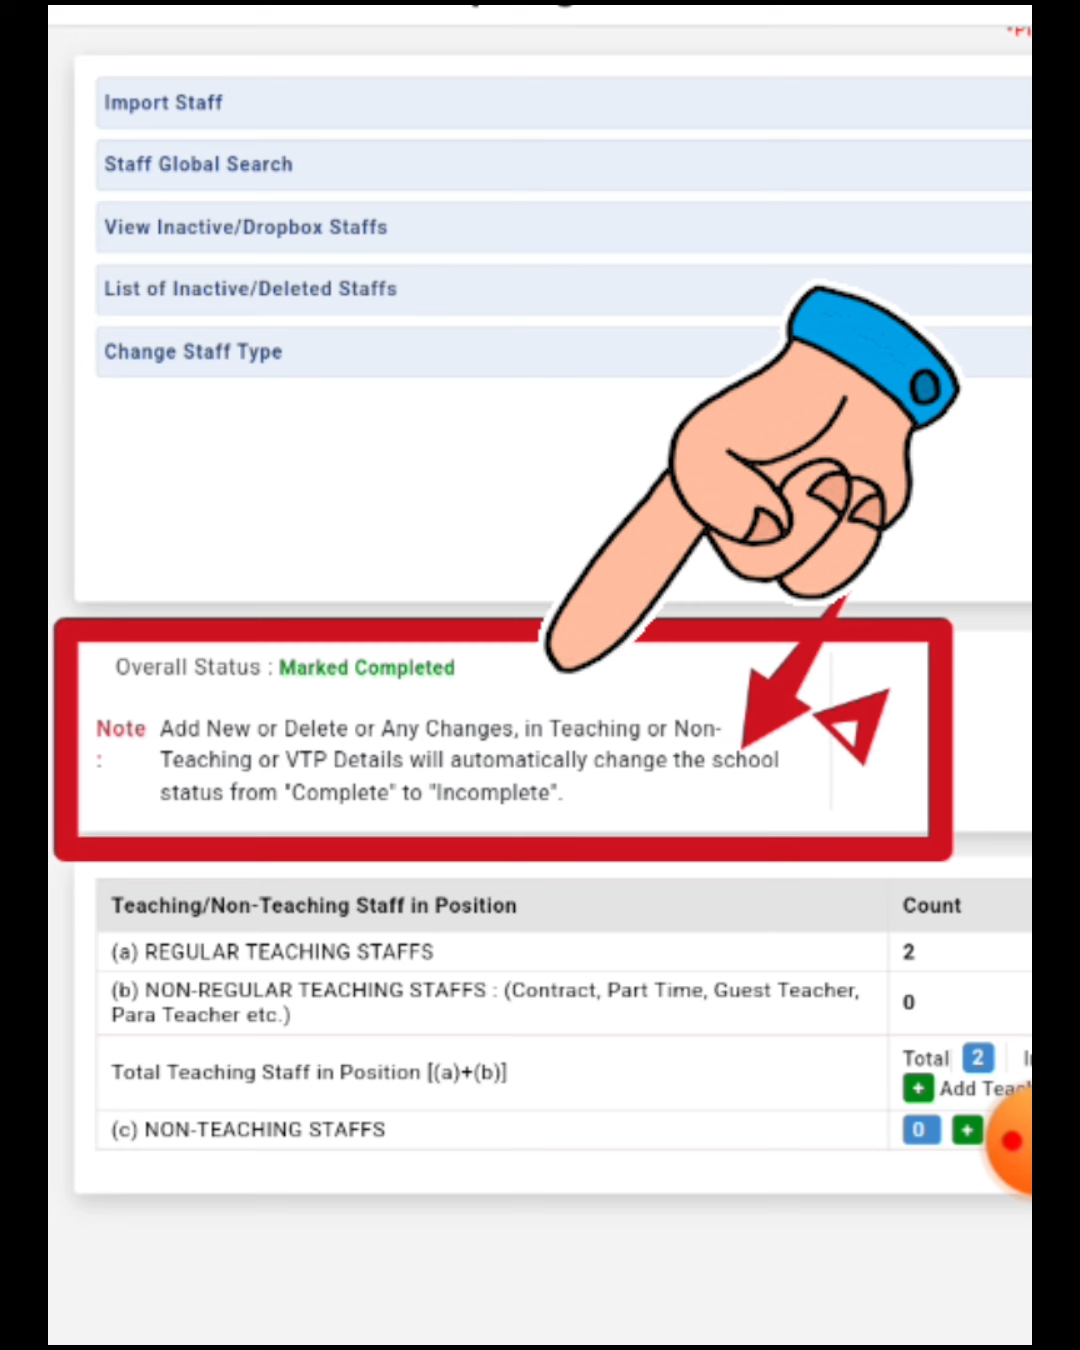 Import Staff
Staff Global Search
View Inactive/Dropbox Staffs
List of Inactive/Deleted Staffs
Change Staff Type
Overall Status : Marked Completed
Note : Add New or Delete or Any Changes, in Teaching or Non-
Teaching or VTP Details will automatically change the school
status from "Complete" to "Incomplete".
Teaching/Non-Teaching Staff in Position Count
(a) REGULAR TEACHING STAFFS 2
(b) NON-REGULAR TEACHING STAFFS : (Contract, Part Time, Guest Teacher,
Para Teacher etc.) 0
Total Teaching Staff in Position [(a)+(b)] Total 2
+ Add
(c) NON-TEACHING STAFFS 0 +